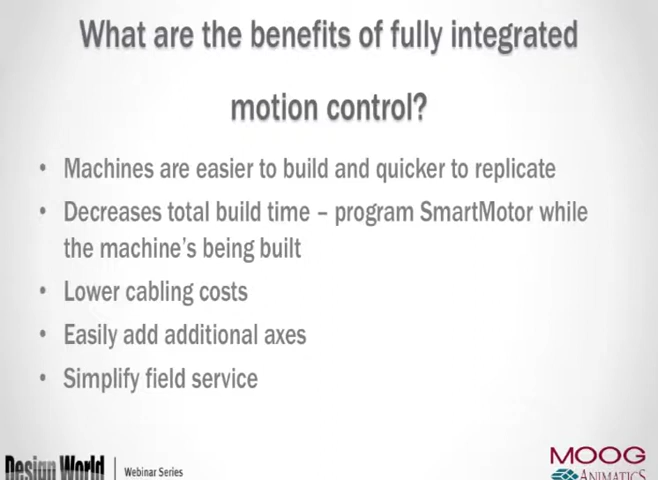 What are the benefits of fully integrated
motion control?
• Machines are easier to build and quicker to replicate
• Decreases total build time – program SmartMotor while
the machine's being built
• Lower cabling costs
• Easily add additional axes
• Simplify field service
Design World
Webinar Series
MOOG
ANIMATICS